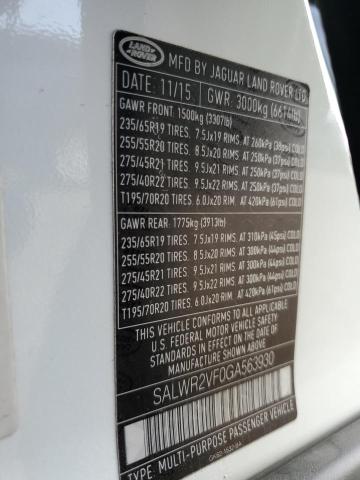 LAND ROVER
MFD BY JAGUAR LAND ROVER LTD.
DATE: 11/15 GWR: 3000kg (6614lb)
GAWR FRONT: 1500kg (3307lb)
235/65R19 TIRES. 7.5Jx19 RIMS. AT 260kPa (38psi) COLD
255/55R20 TIRES. 8.5Jx20 RIMS. AT 250kPa (37psi) COLD
275/45R21 TIRES. 9.5Jx21 RIMS. AT 250kPa (37psi) COLD
275/40R22 TIRES. 9.5Jx22 RIMS. AT 250kPa (37psi) COLD
T195/70R20 TIRES. 6.0JxRIM. AT 420kPa (61psi) COLD
GAWR REAR: 1775kg (3913lb)
235/65R19 TIRES. 7.5Jx19 RIMS. AT 310kPa (45psi) COLD
255/55R20 TIRES. 8.5Jx20 RIMS. AT 300kPa (44psi) COLD
275/45R21 TIRES. 9.5Jx21 RIMS. AT 300kPa (44psi) COLD
275/40R22 TIRES. 9.5Jx22 RIMS. AT 300kPa (44psi) COLD
T195/70R20 TIRES. 6.0Jx20 RIM. AT 420kPa (61psi) COLD
THIS VEHICLE CONFORMS TO ALL APPLICABLE
U.S. FEDERAL MOTOR VEHICLE SAFETY
STANDARDS IN EFFECT ON THE DATE OF
MANUFACTURE SHOWN ABOVE.
SALWR2VF0GA563930
TYPE: MULTI-PURPOSE PASSENGER VEHICLE